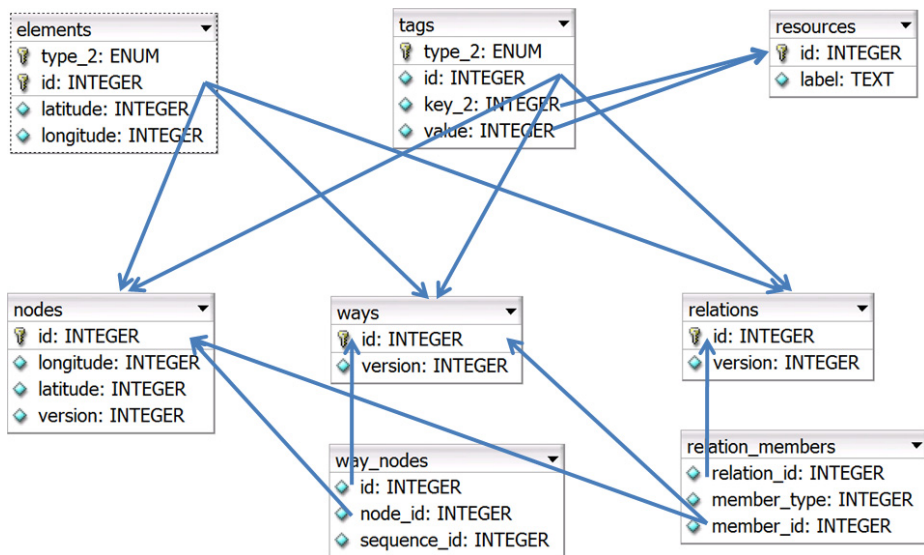 elements
type_2: ENUM
id: INTEGER
latitude: INTEGER
longitude: INTEGER
tags
type_2: ENUM
id: INTEGER
key_2: INTEGER
value: INTEGER
resources
id: INTEGER
label: TEXT
nodes
id: INTEGER
longitude: INTEGER
latitude: INTEGER
version: INTEGER
ways
id: INTEGER
version: INTEGER
relations
id: INTEGER
version: INTEGER
way_nodes
id: INTEGER
node_id: INTEGER
sequence_id: INTEGER
relation_members
relation_id: INTEGER
member_type: INTEGER
member_id: INTEGER